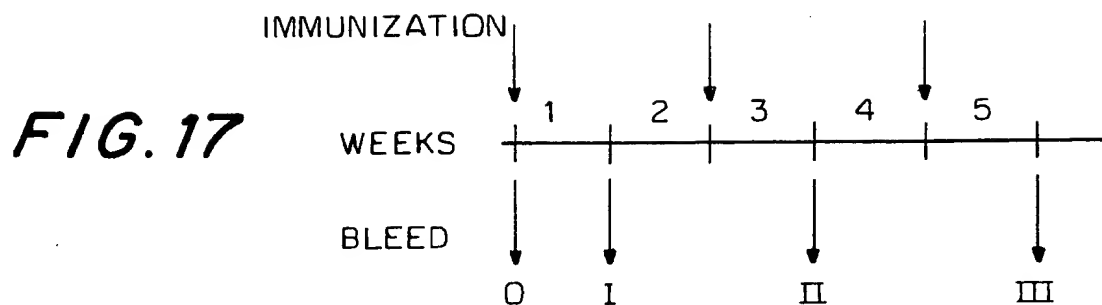 IMMUNIZATION
1 2 3 4 5
FIG. 17
WEEKS
BLEED
0 I II III